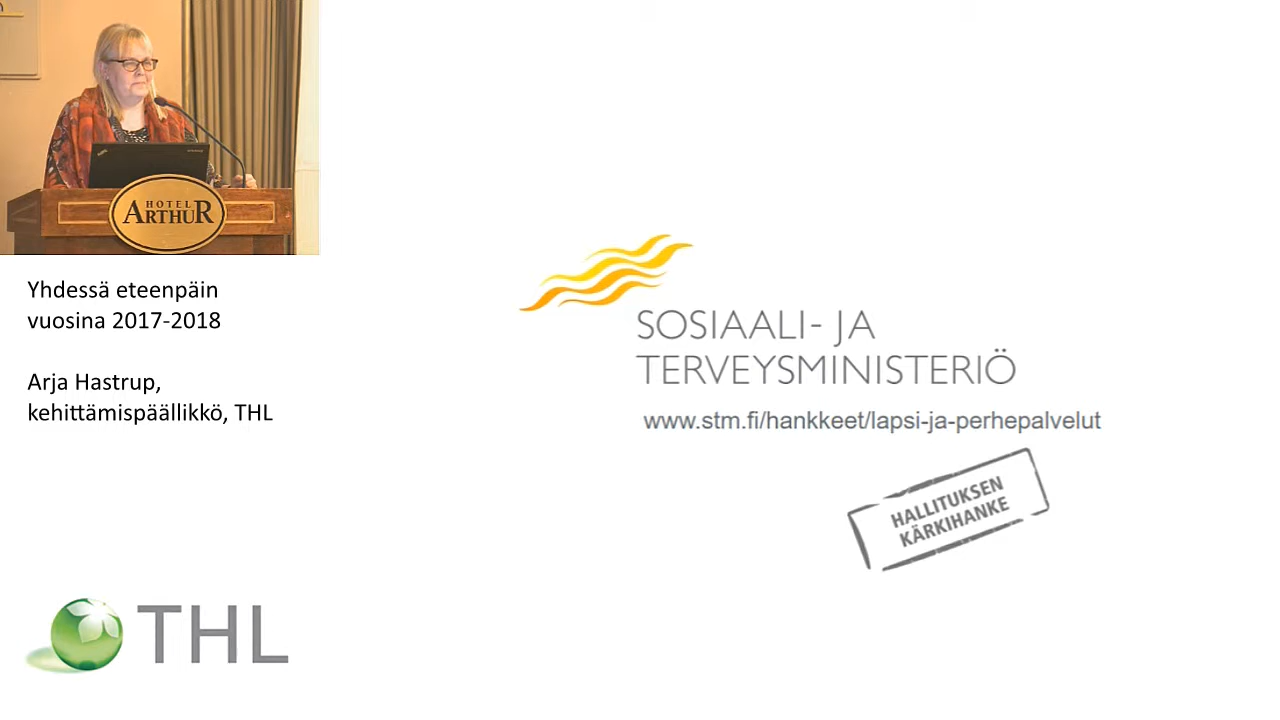 HOTEL
ARTHUR
Yhdessä eteenpäin
vuosina 2017-2018
Arja Hastrup,
kehittämispäällikkö, THL
THL
SOSIAALI- JA
TERVEYSMINISTERIÖ
www.stm.fi/hankkeet/lapsi-ja-perhepalvelut
HALLITUKSEN
KÄRKIHANKE